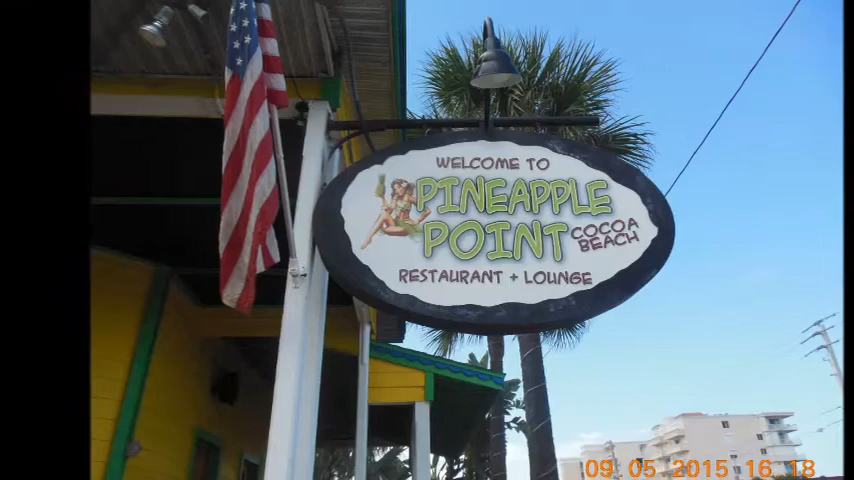 WELCOME TO
PINEAPPLE
POINT COCOA
BEACH
RESTAURANT + LOUNGE
09.05.2015 16.18